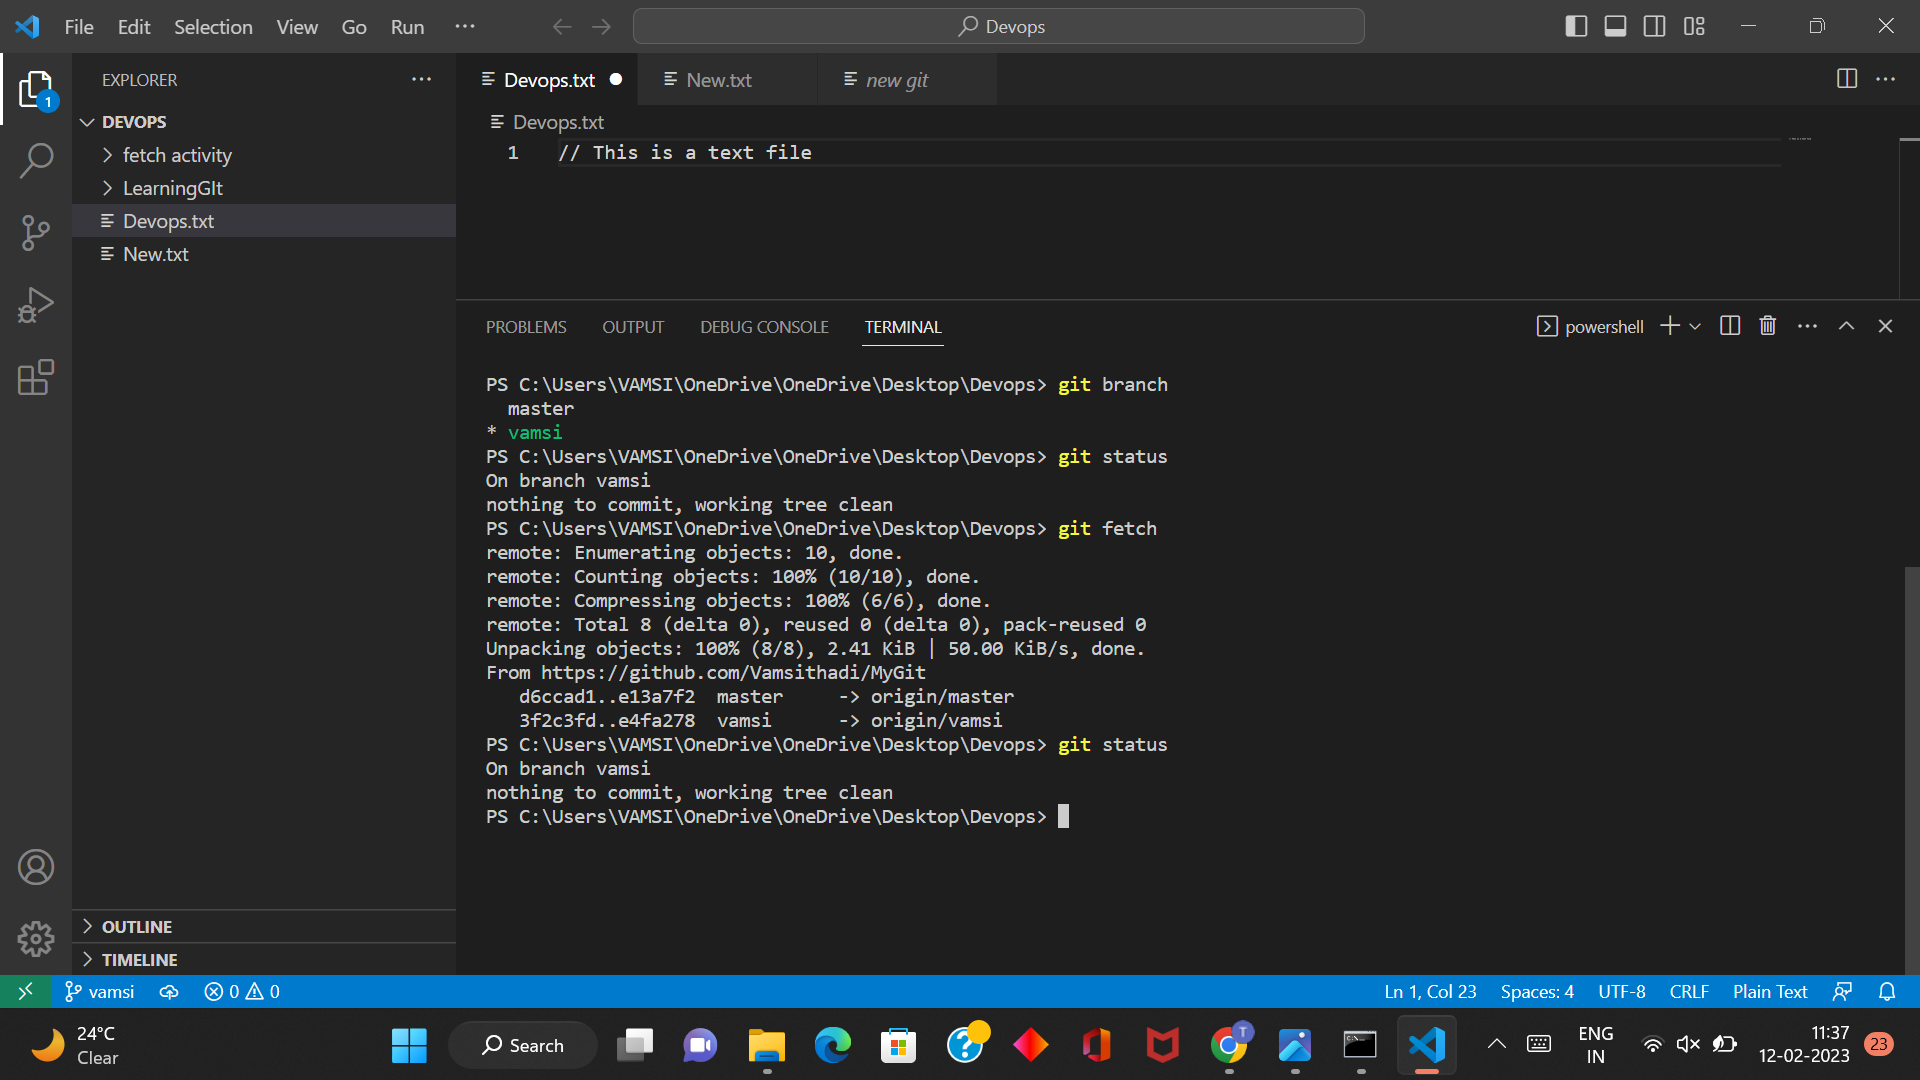 File Edit Selection View Go Run ···
Devops
EXPLORER
1
DEVOPS
fetch activity
LearningGIt
Devops.txt
New.txt
OUTLINE
TIMELINE
Devops.txt New.txt new git
Devops.txt
1 // This is a text file
PROBLEMS OUTPUT DEBUG CONSOLE TERMINAL
powershell
PS C:\Users\VAMSI\OneDrive\OneDrive\Desktop\Devops> git branch
master
* vamsi
PS C:\Users\VAMSI\OneDrive\OneDrive\Desktop\Devops> git status
On branch vamsi
nothing to commit, working tree clean
PS C:\Users\VAMSI\OneDrive\OneDrive\Desktop\Devops> git fetch
remote: Enumerating objects: 10, done.
remote: Counting objects: 100% (10/10), done.
remote: Compressing objects: 100% (6/6), done.
remote: Total 8 (delta 0), reused 0 (delta 0), pack-reused 0
Unpacking objects: 100% (8/8), 2.41 KiB | 50.00 KiB/s, done.
From https://github.com/Vamsithadi/MyGit
d6ccad1..e13a7f2 master -> origin/master
3f2c3fd..e4fa278 vamsi -> origin/vamsi
PS C:\Users\VAMSI\OneDrive\OneDrive\Desktop\Devops> git status
On branch vamsi
nothing to commit, working tree clean
PS C:\Users\VAMSI\OneDrive\OneDrive\Desktop\Devops>
vamsi 0 0 Ln 1, Col 23 Spaces: 4 UTF-8 CRLF Plain Text
24°C
Clear
Search
T
ENG
IN
11:37
12-02-2023
23